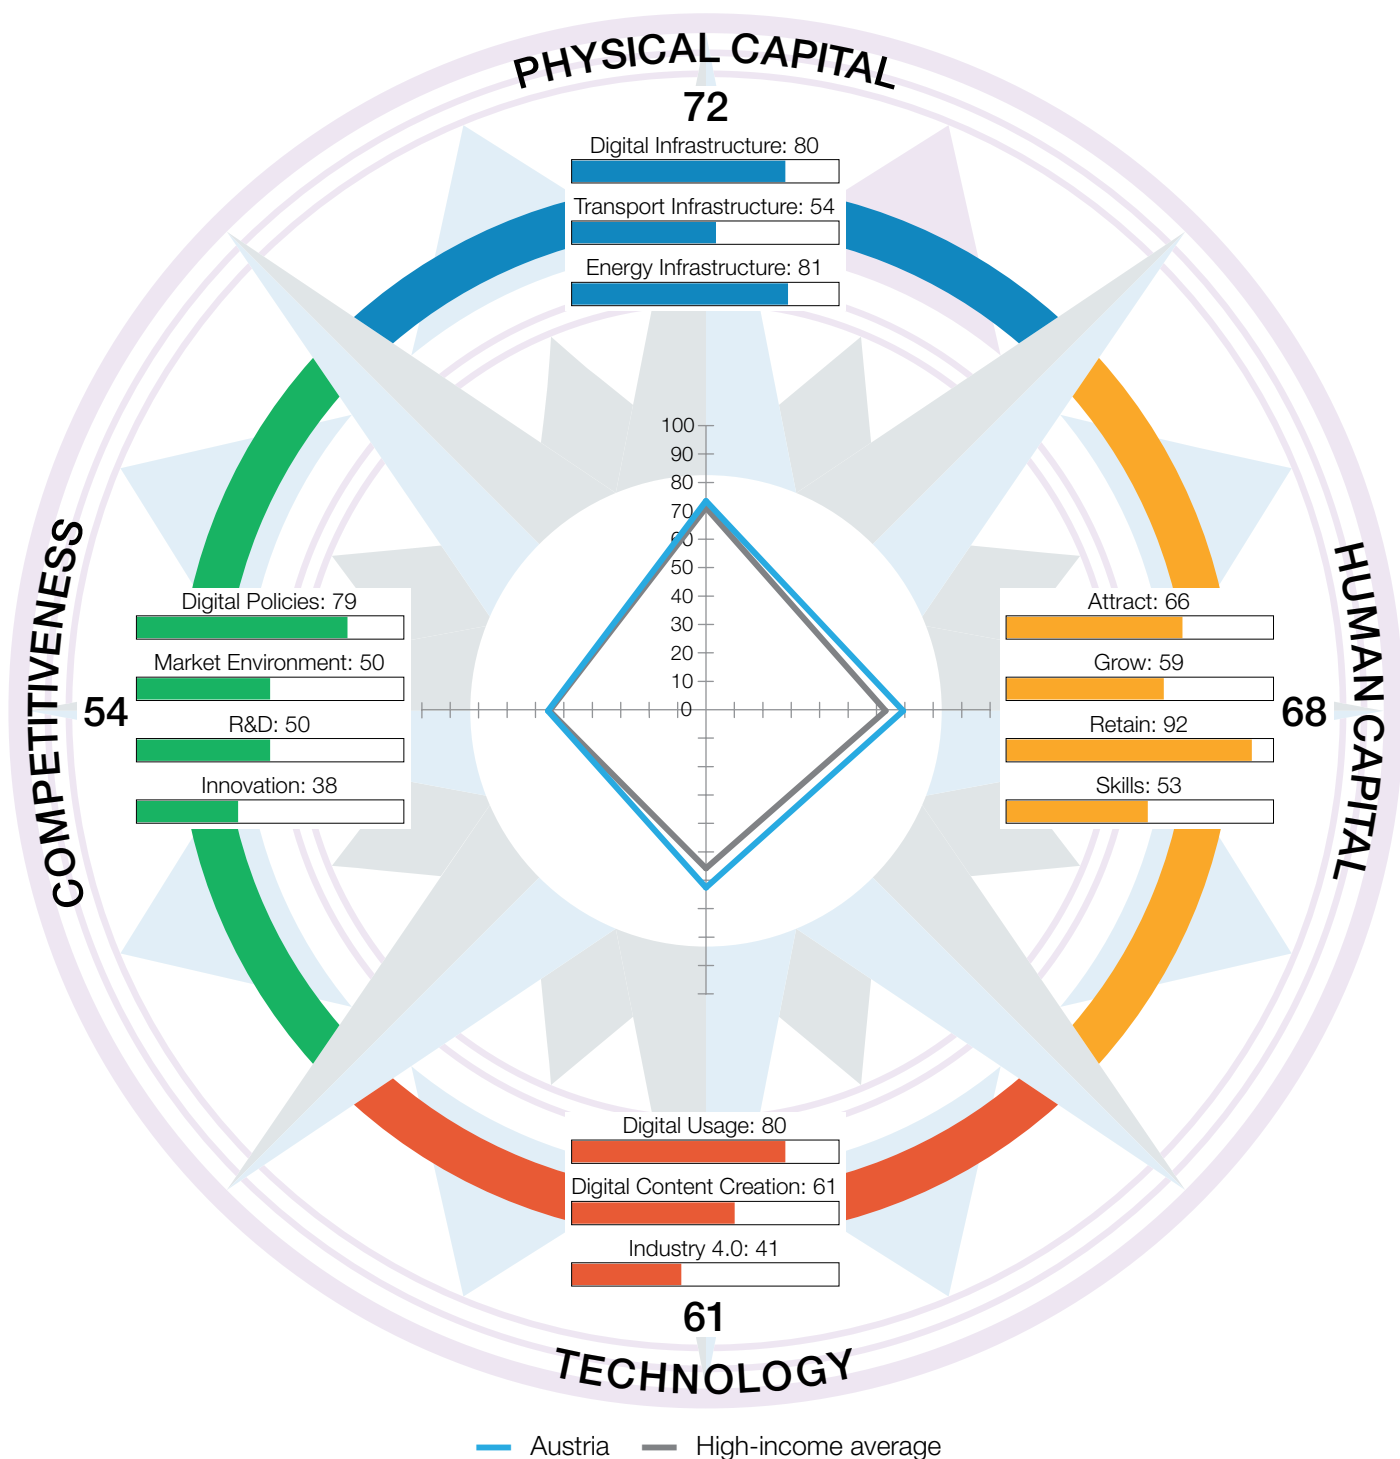 PHYSICAL CAPITAL
72
Digital Infrastructure: 80
Transport Infrastructure: 54
Energy Infrastructure: 81
100
90
80
70
60
50
40
30
20
10
0
COMPETITIVENESS
54
Digital Policies: 79
Market Environment: 50
R&D: 50
Innovation: 38
HUMAN CAPITAL
68
Attract: 66
Grow: 59
Retain: 92
Skills: 53
Digital Usage: 80
Digital Content Creation: 61
Industry 4.0: 41
61
TECHNOLOGY
Austria
High-income average